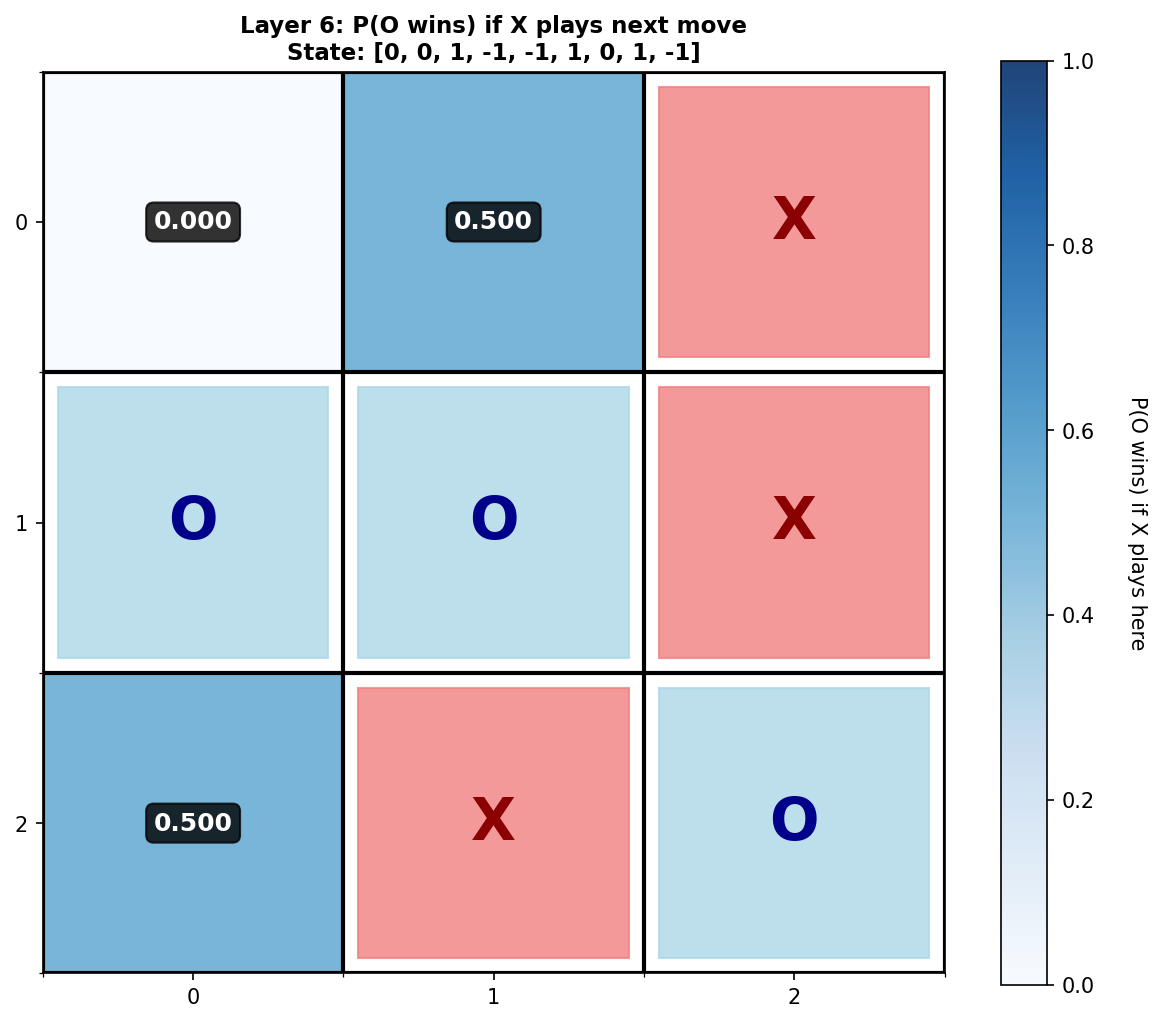 Layer 6: P(O wins) if X plays next move
State: [0, 0, 1, -1, -1, 1, 0, 1, -1]
0 0.000 0.500 X
1 O O X
2 0.500 X O
0 1 2
1.0
0.8
0.6
0.4
0.2
0.0
P(O wins) if X plays here